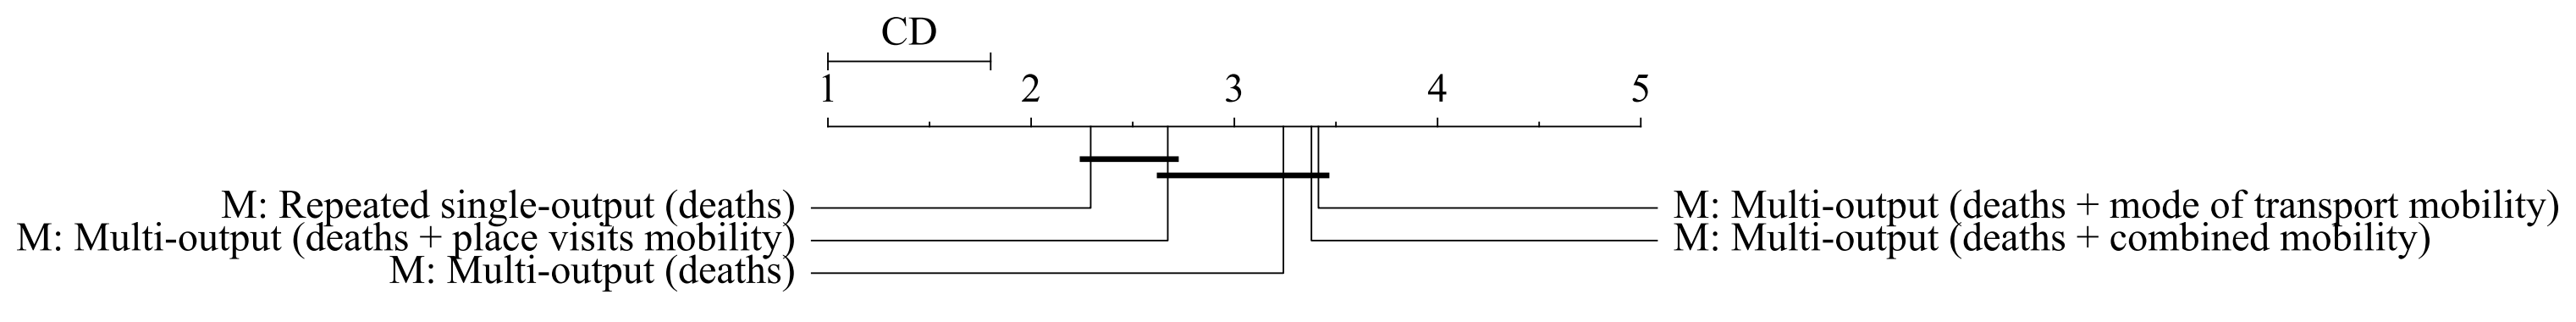 CD
1 2 3 4 5
M: Repeated single-output (deaths)
M: Multi-output (deaths + place visits mobility)
M: Multi-output (deaths)
M: Multi-output (deaths + mode of transport mobility)
M: Multi-output (deaths + combined mobility)